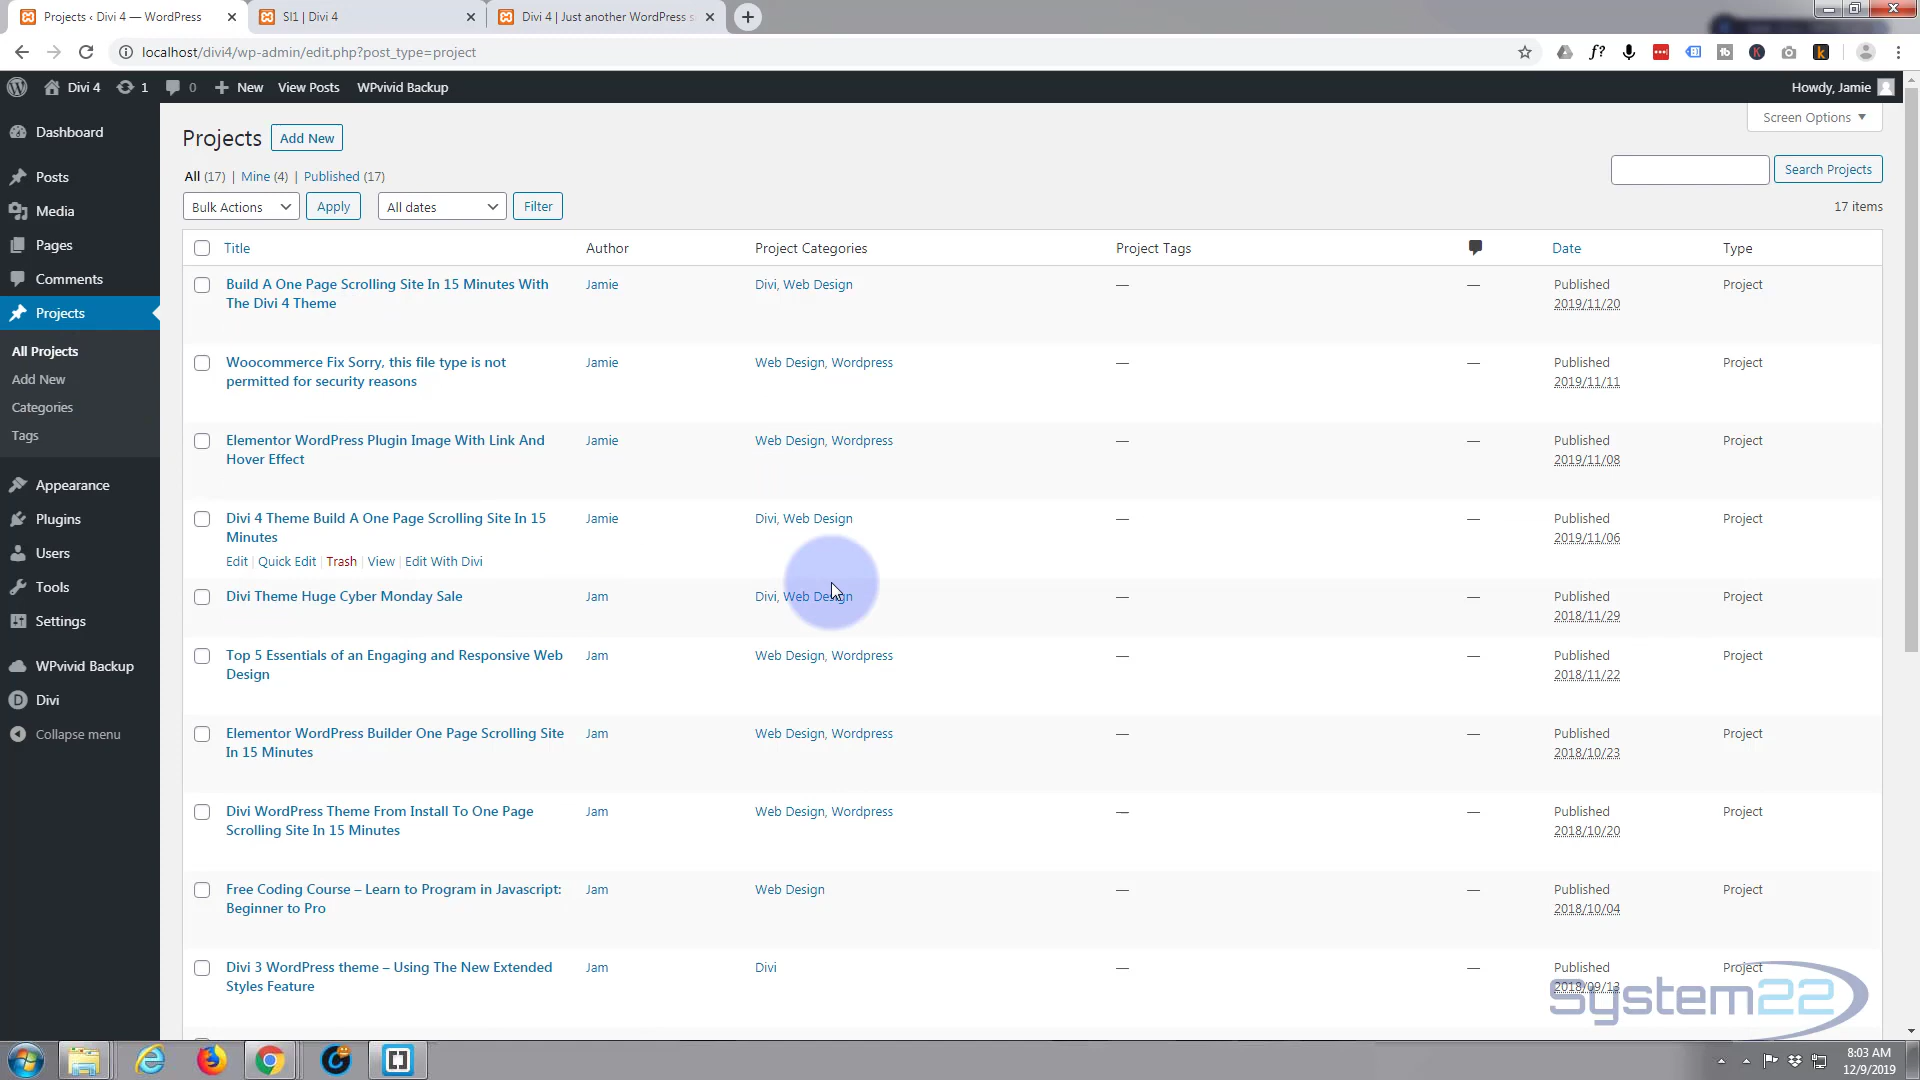 Projects ‹ Divi 4 — WordPress
Sl1 | Divi 4
Divi 4 | Just another WordPress s
localhost/divi4/wp-admin/edit.php?post_type=project
Divi 4
1
0
New
View Posts
WPvivid Backup
Howdy, Jamie
Dashboard
Posts
Media
Pages
Comments
Projects
All Projects
Add New
Categories
Tags
Appearance
Plugins
Users
Tools
Settings
WPvivid Backup
Divi
Collapse menu
Screen Options
Projects
Add New
All (17) | Mine (4) | Published (17)
Search Projects
Bulk Actions
Apply
All dates
Filter
17 items
Title Author Project Categories Project Tags Date Type
Build A One Page Scrolling Site In 15 Minutes With Jamie Divi, Web Design — — Published Project
The Divi 4 Theme 2019/11/20
Woocommerce Fix Sorry, this file type is not Jamie Web Design, Wordpress — — Published Project
permitted for security reasons 2019/11/11
Elementor WordPress Plugin Image With Link And Jamie Web Design, Wordpress — — Published Project
Hover Effect 2019/11/08
Divi 4 Theme Build A One Page Scrolling Site In 15 Jamie Divi, Web Design — — Published Project
Minutes 2019/11/06
Edit | Quick Edit | Trash | View | Edit With Divi
Divi Theme Huge Cyber Monday Sale Jam Divi, Web Design — — Published Project
2018/11/29
Top 5 Essentials of an Engaging and Responsive Web Jam Web Design, Wordpress — — Published Project
Design 2018/11/22
Elementor WordPress Builder One Page Scrolling Site Jam Web Design, Wordpress — — Published Project
In 15 Minutes 2018/10/23
Divi WordPress Theme From Install To One Page Jam Web Design, Wordpress — — Published Project
Scrolling Site In 15 Minutes 2018/10/20
Free Coding Course – Learn to Program in Javascript: Jam Web Design — — Published Project
Beginner to Pro 2018/10/04
Divi 3 WordPress theme – Using The New Extended Jam Divi — — Published Project
Styles Feature 2018/09/13
System22
8:03 AM
12/9/2019